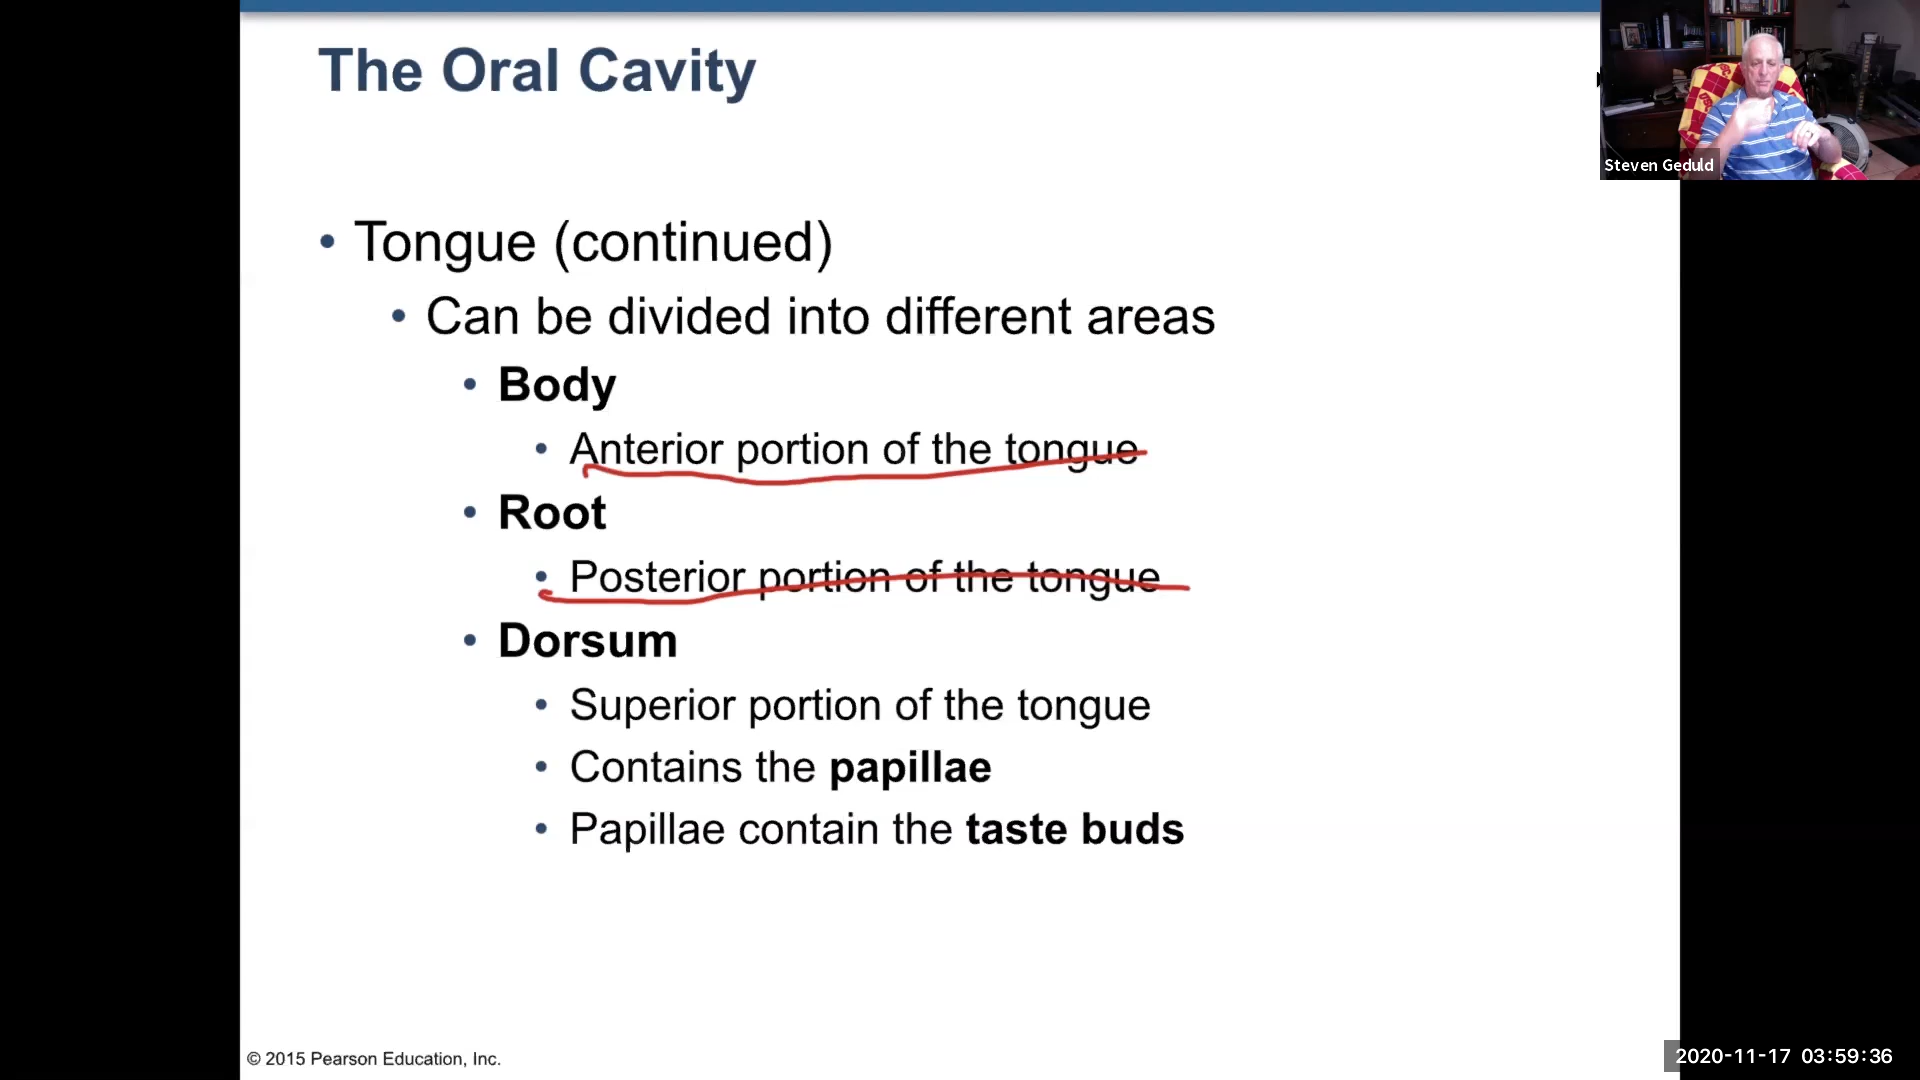 The Oral Cavity
Steven Geduld
• Tongue (continued)
• Can be divided into different areas
• Body
• Anterior portion of the tongue
• Root
• Posterior portion of the tongue
• Dorsum
• Superior portion of the tongue
• Contains the papillae
• Papillae contain the taste buds
© 2015 Pearson Education, Inc.
2020-11-17 03:59:36